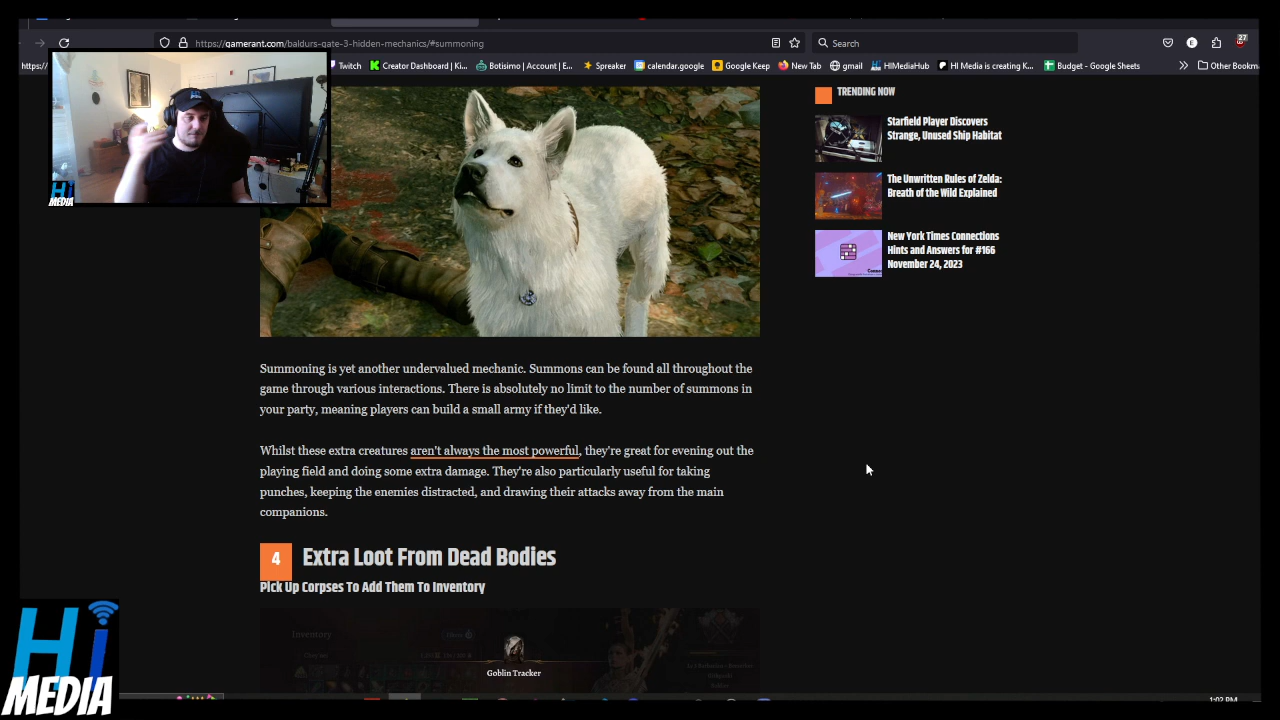 https://gamerant.com/baldurs-gate-3-hidden-mechanics/#summoning
Search
27
https://
Twitch
Creator Dashboard | Ki...
Botisimo | Account | E...
Spreaker
calendar.google
Google Keep
New Tab
gmail
HIMediaHub
HI Media is creating K...
Budget - Google Sheets
Other Bookm
Hi
MEDIA
TRENDING NOW
Starfield Player Discovers
Strange, Unused Ship Habitat
The Unwritten Rules of Zelda:
Breath of the Wild Explained
New York Times Connections
Hints and Answers for #166
November 24, 2023
Summoning is yet another undervalued mechanic. Summons can be found all throughout the
game through various interactions. There is absolutely no limit to the number of summons in
your party, meaning players can build a small army if they'd like.
Whilst these extra creatures aren't always the most powerful, they're great for evening out the
playing field and doing some extra damage. They're also particularly useful for taking
punches, keeping the enemies distracted, and drawing their attacks away from the main
companions.
4 Extra Loot From Dead Bodies
Pick Up Corpses To Add Them To Inventory
Inventory
Goblin Tracker
Hi
MEDIA
1:02 PM